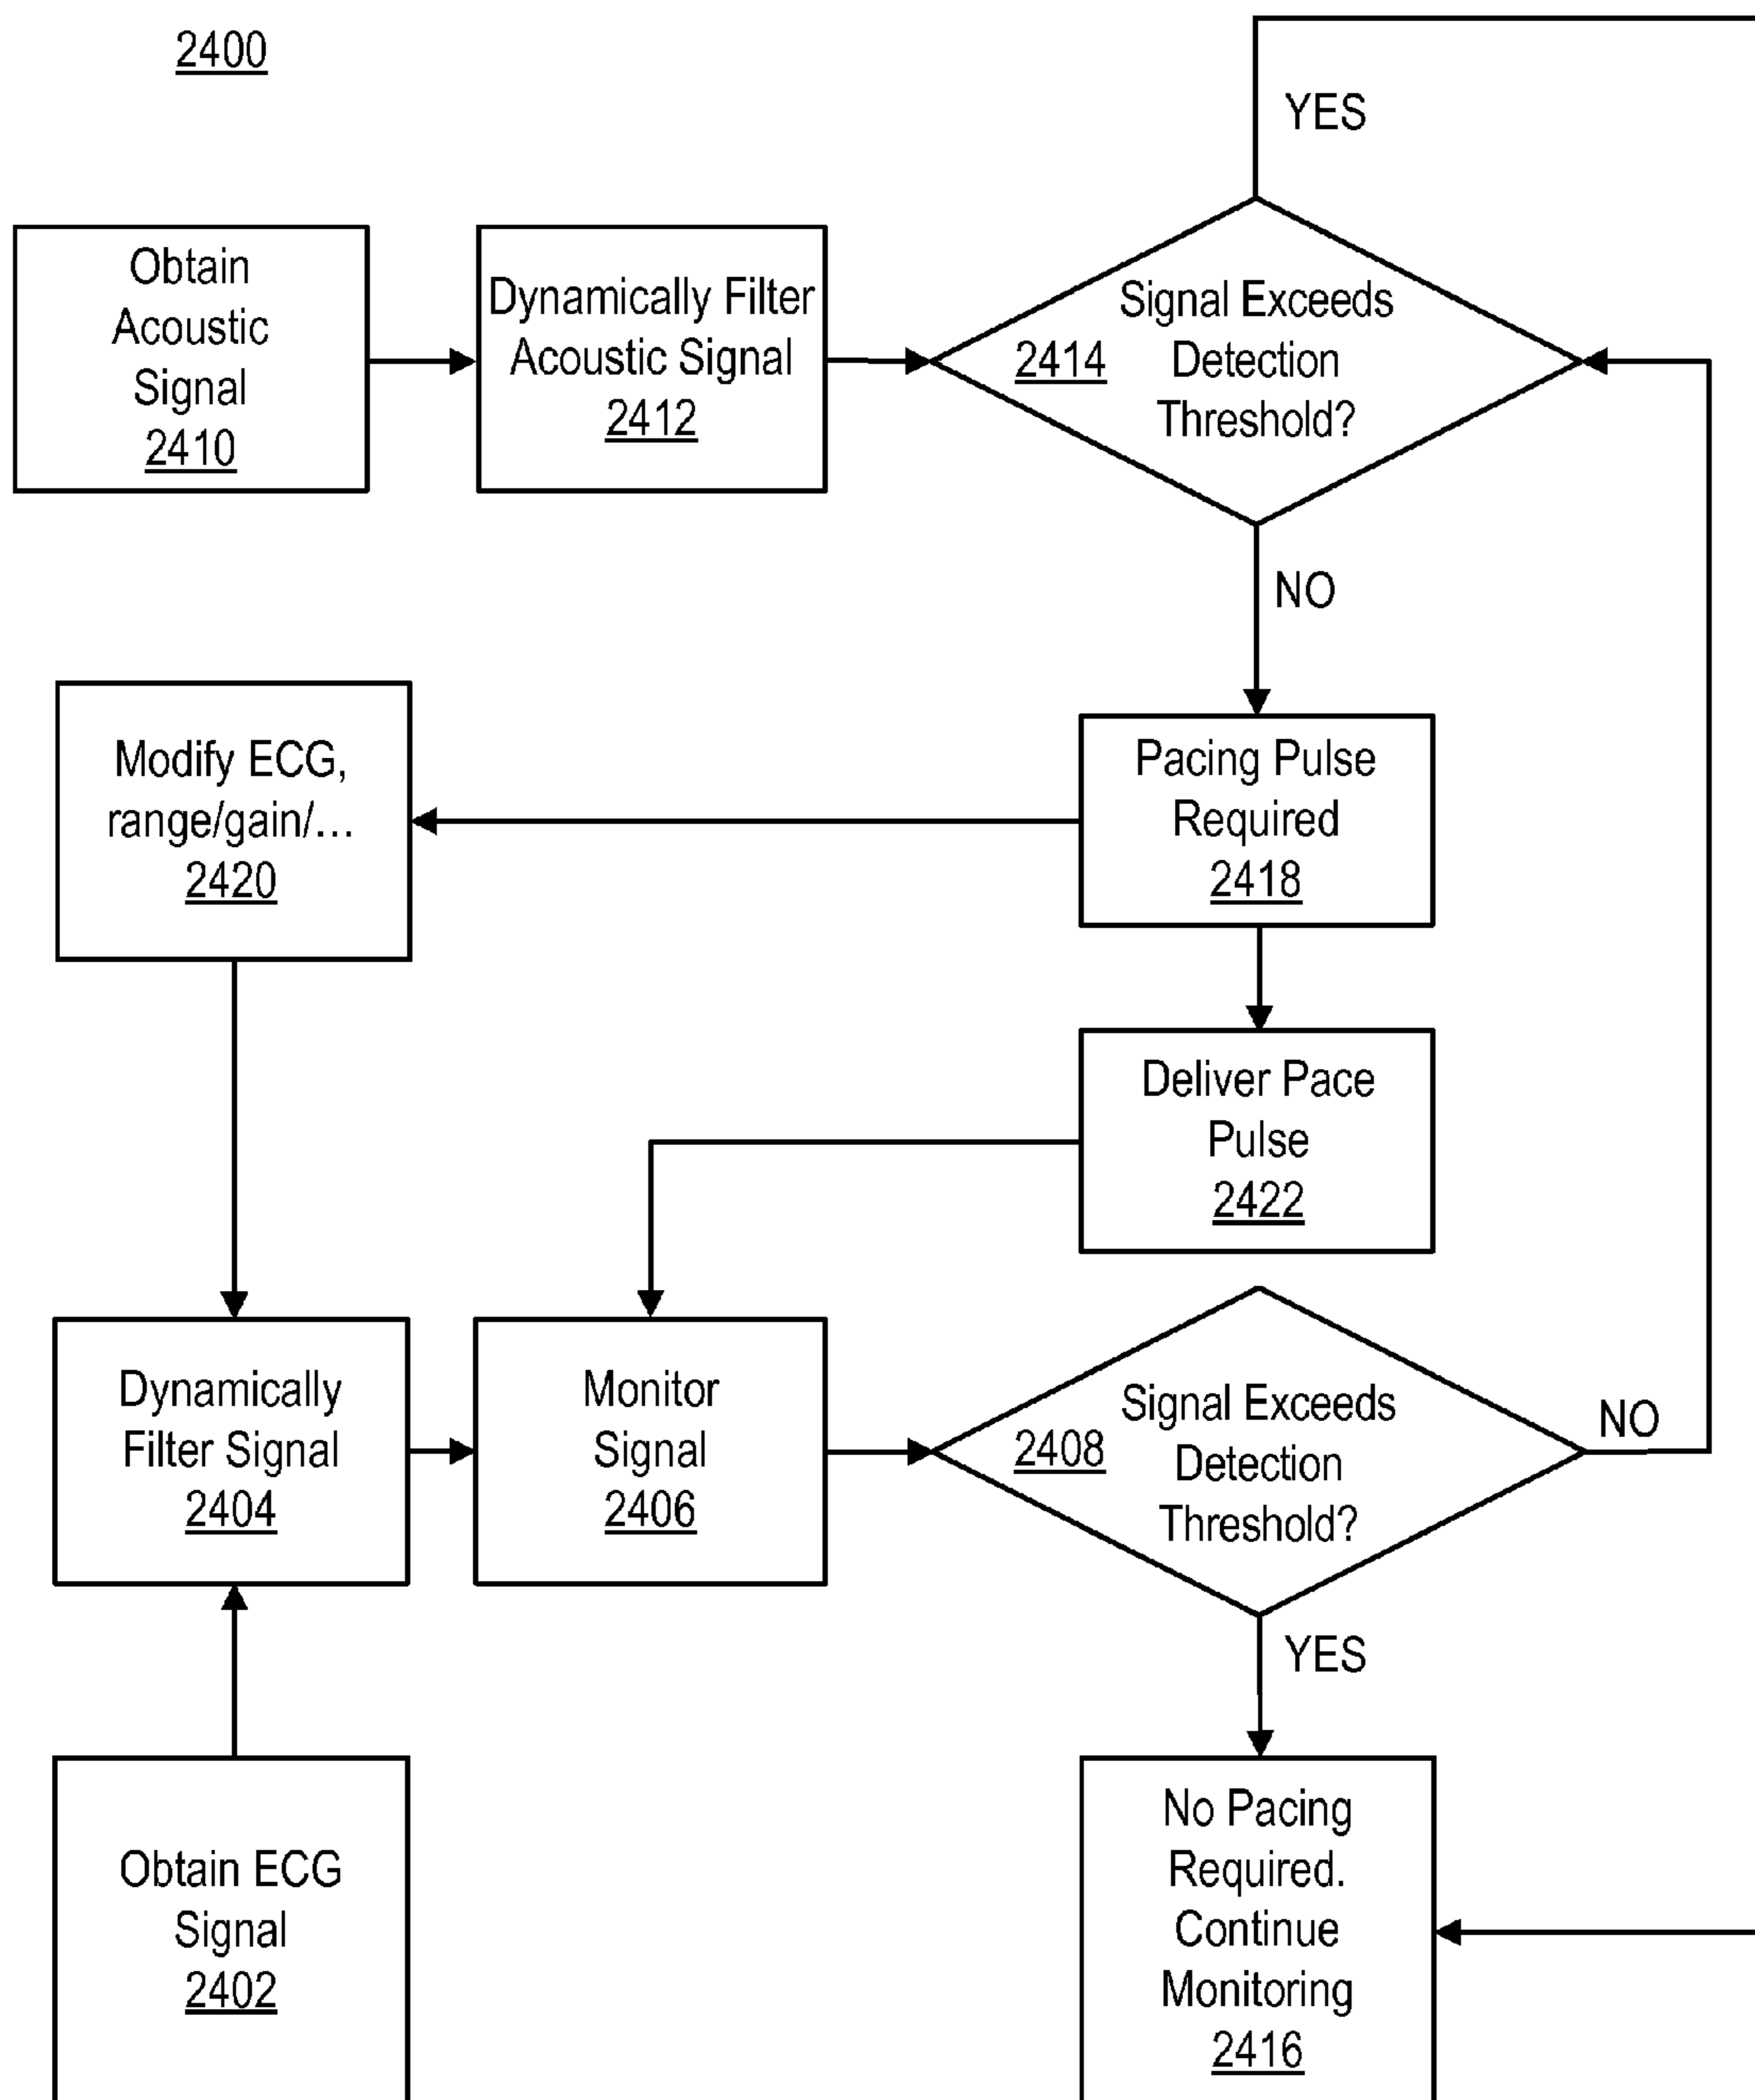 2400
YES
Obtain
Acoustic
Signal
2410
Dynamically Filter
Acoustic Signal
2412
Signal Exceeds
2414 Detection
Threshold?
NO
Modify ECG,
range/gain/...
2420
Pacing Pulse
Required
2418
Deliver Pace
Pulse
2422
Dynamically
Filter Signal
2404
Monitor
Signal
2406
Signal Exceeds
2408 Detection
Threshold?
NO
YES
Obtain ECG
Signal
2402
No Pacing
Required.
Continue
Monitoring
2416